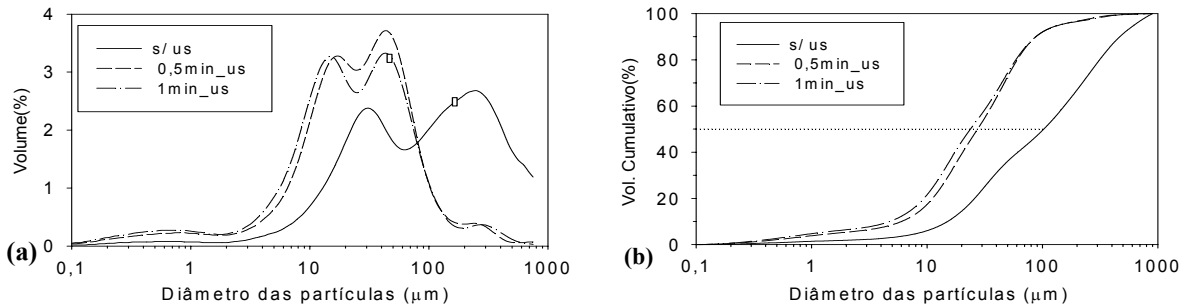 4
3
2
1
0
Volume(%)
s/ us
0,5min_us
1min_us
0,1
1
10
100
1000
Diâmetro das partículas (μm)
(a)
100
80
60
40
20
0
Vol. Cumulativo(%)
s/ us
0,5min_us
1min_us
0,1
1
10
100
1000
Diâmetro das partículas (μm)
(b)